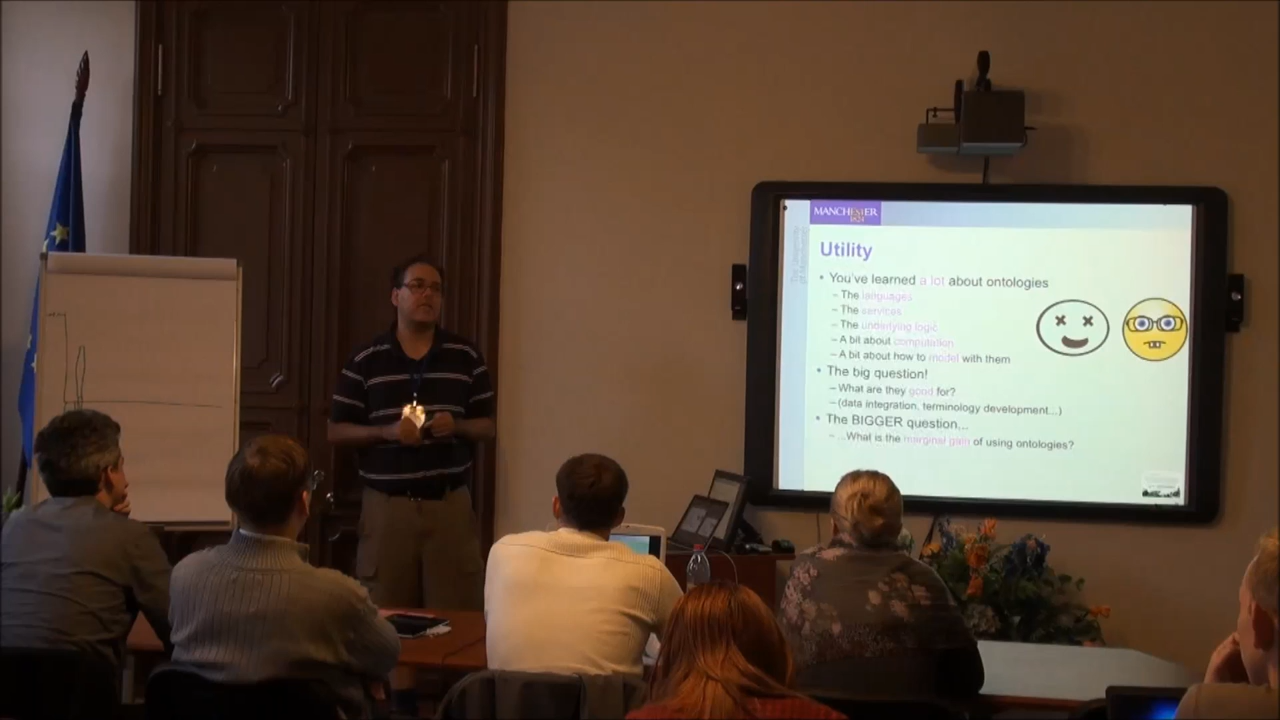 MANCHESTER
1824
Utility
• You've learned a lot about ontologies
– The languages
– The services
– The underlying logic
– A bit about computation
– A bit about how to model with them
• The big question!
– What are they good for?
– (data integration, terminology development...)
• The BIGGER question...
– ...What is the marginal gain of using ontologies?